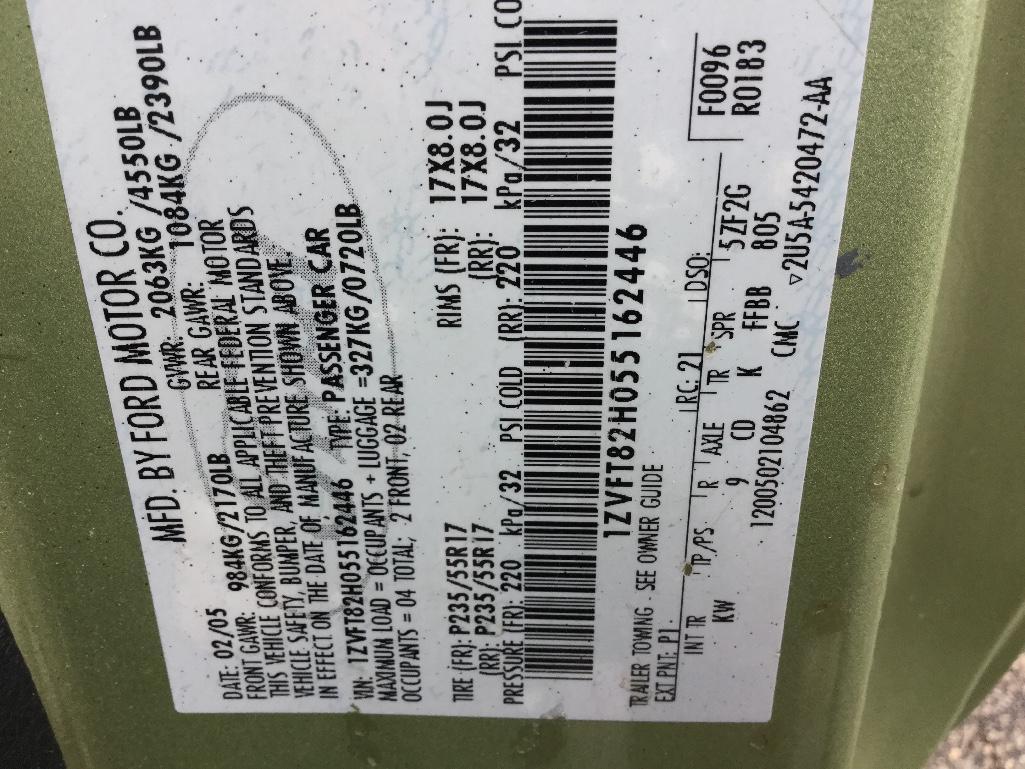 MFD. BY FORD MOTOR CO.
DATE: 02/05 GVWR: 2063KG / 4550LB
FRONT GAWR: 984KG/2170LB REAR GAWR: 1084KG /2390LB
THIS VEHICLE CONFORMS TO ALL APPLICABLE FEDERAL MOTOR
VEHICLE SAFETY, BUMPER, AND THEFT PREVENTION STANDARDS
IN EFFECT ON THE DATE OF MANUFACTURE SHOWN ABOVE.
VIN: 1ZVFT82H055162446 TYPE: PASSENGER CAR
MAXIMUM LOAD = OCCUPANTS + LUGGAGE =327KG/0720LB
OCCUPANTS = 04 TOTAL; 2 FRONT, 02 REAR
TIRE (FR): P235/55R17 RIMS (FR): 17X8.0J
(RR): P235/55R17 (RR): 17X8.0J
PRESSURE (FR): 220 kPa/32 PSI COLD (RR): 220 kPa/32 PSI CO
1ZVFT82H055162446
TRAILER TOWING - SEE OWNER GUIDE
EXT PNT: P1 RC: 21 DSO: F0096
INT TR TP/PS R AXLE TR SPR 5ZF2G R0183
KW 9 CD K FFBB 805
1200502104862 CMC ▽2U5A-5420472-AA